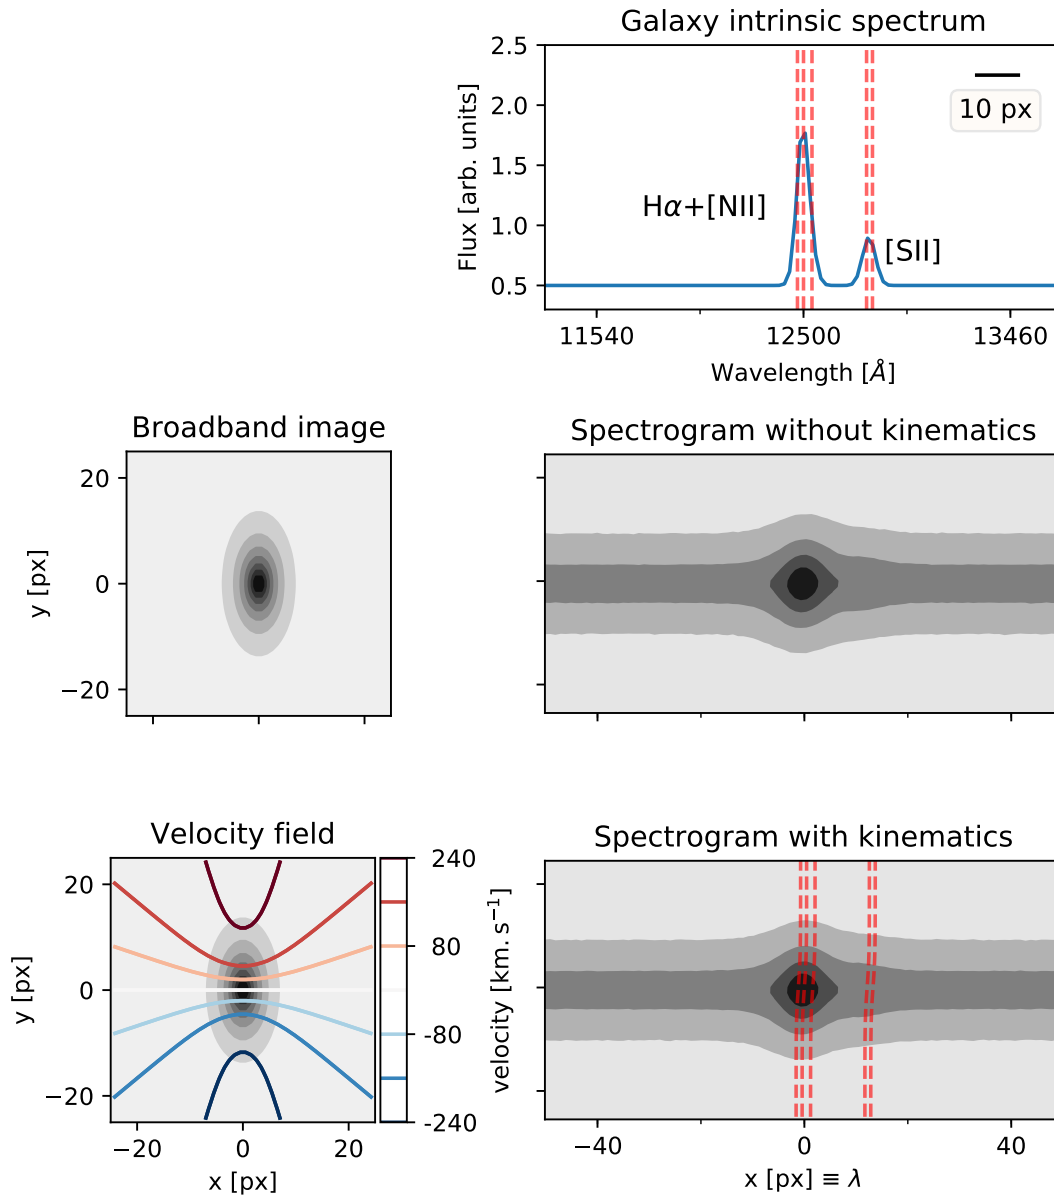 Galaxy intrinsic spectrum
2.5
2.0
1.5
1.0
0.5
Flux [arb. units]
10 px
Hα+[NII]
[SII]
11540
12500
13460
Wavelength [Å]
Broadband image
20
0
−20
y [px]
Spectrogram without kinematics
Velocity field
20
0
−20
y [px]
−20
0
20
x [px]
240
80
-80
-240
velocity [km. s⁻¹]
Spectrogram with kinematics
−40
0
40
x [px] ≡ λ